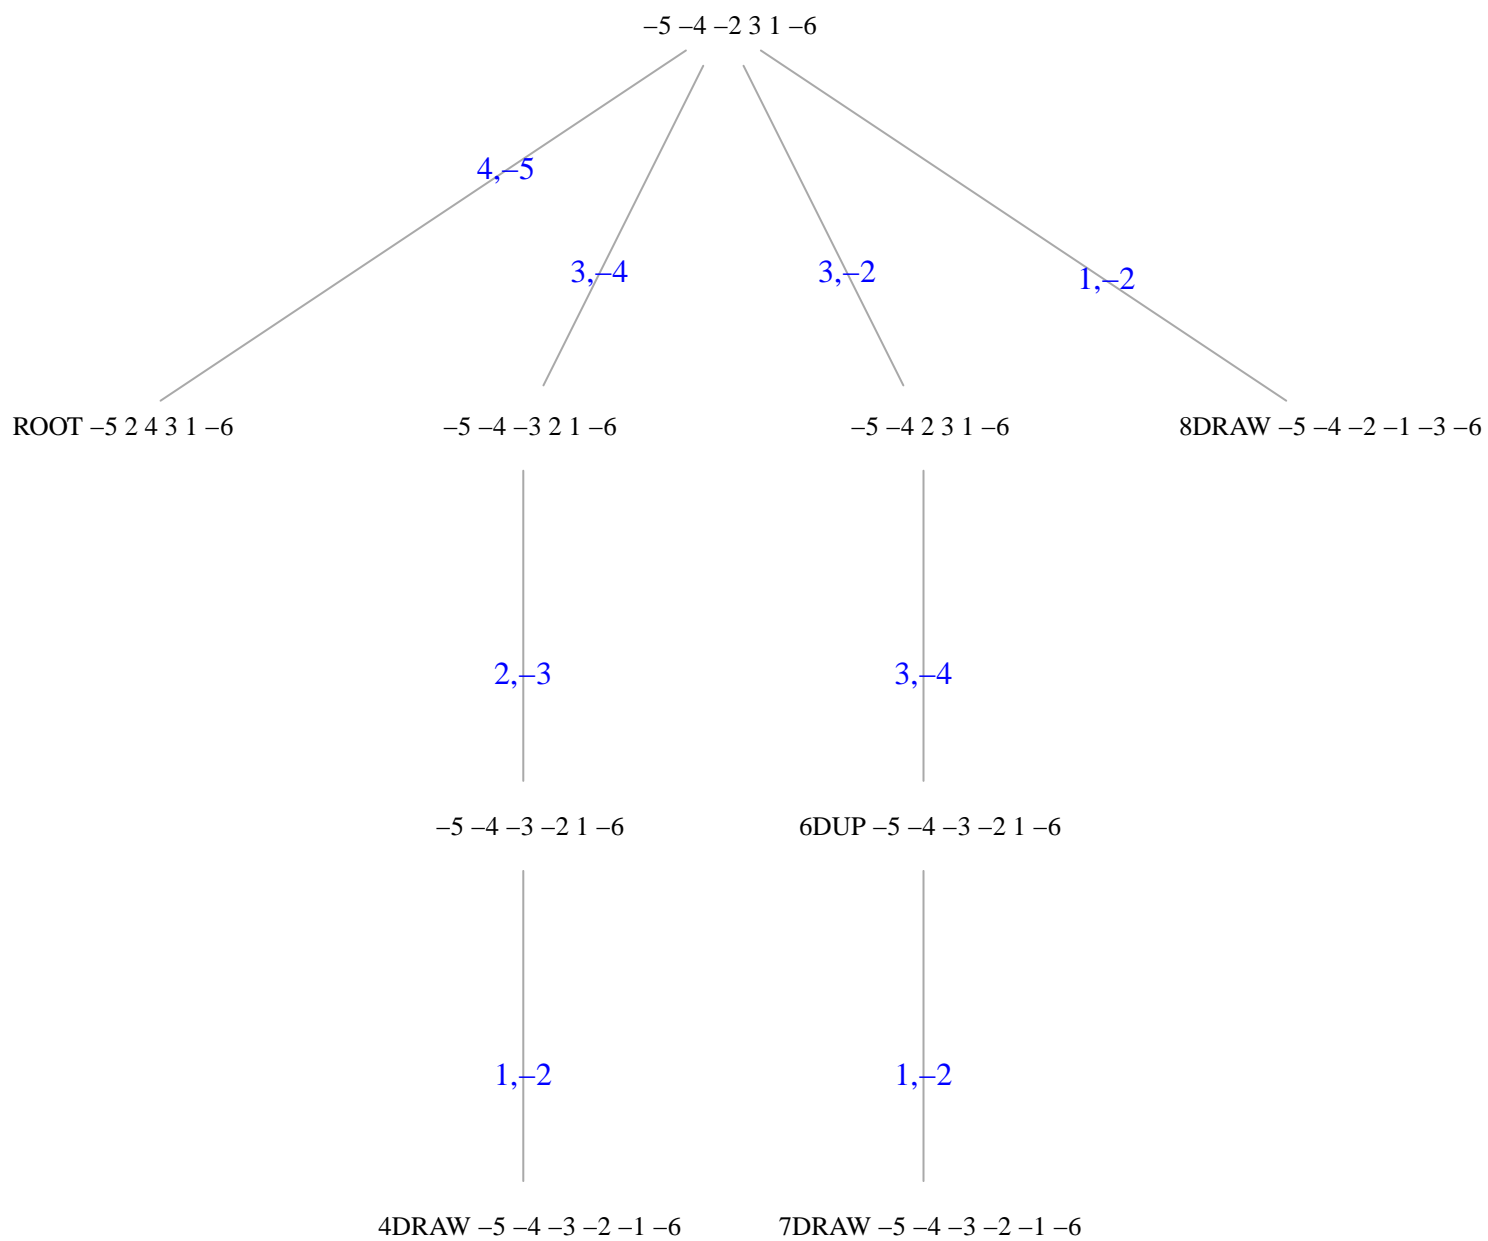 –5 –4 –2 3 1 –6
4,–5
3,–4
3,–2
1,–2
ROOT –5 2 4 3 1 –6
–5 –4 –3 2 1 –6
–5 –4 2 3 1 –6
8DRAW –5 –4 –2 –1 –3 –6
2,–3
3,–4
–5 –4 –3 –2 1 –6
6DUP –5 –4 –3 –2 1 –6
1,–2
1,–2
4DRAW –5 –4 –3 –2 –1 –6
7DRAW –5 –4 –3 –2 –1 –6